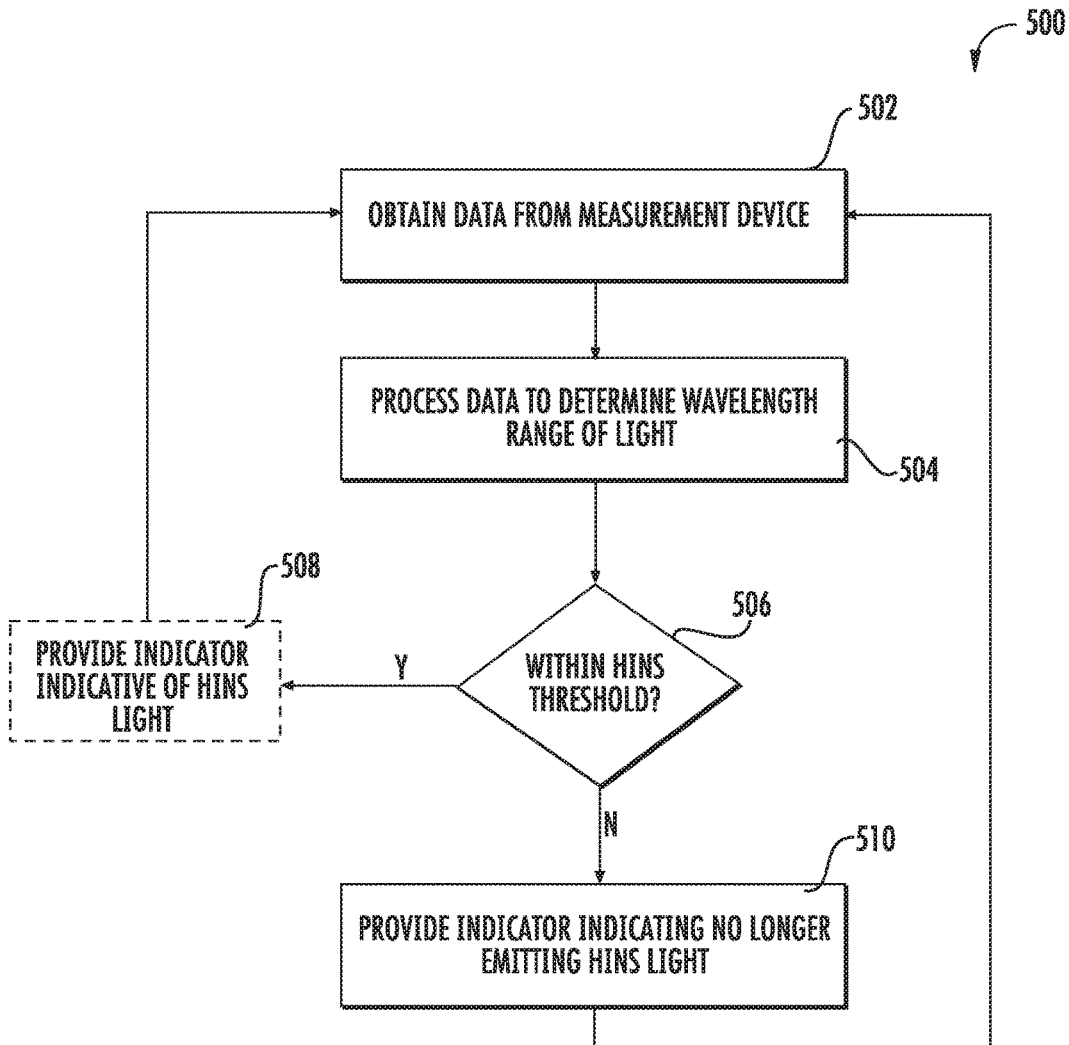 500
502
OBTAIN DATA FROM MEASUREMENT DEVICE
PROCESS DATA TO DETERMINE WAVELENGTH
RANGE OF LIGHT
504
508
506
PROVIDE INDICATOR
INDICATIVE OF HINS
LIGHT
Y
WITHIN HINS
THRESHOLD?
N
510
PROVIDE INDICATOR INDICATING NO LONGER
EMITTING HINS LIGHT